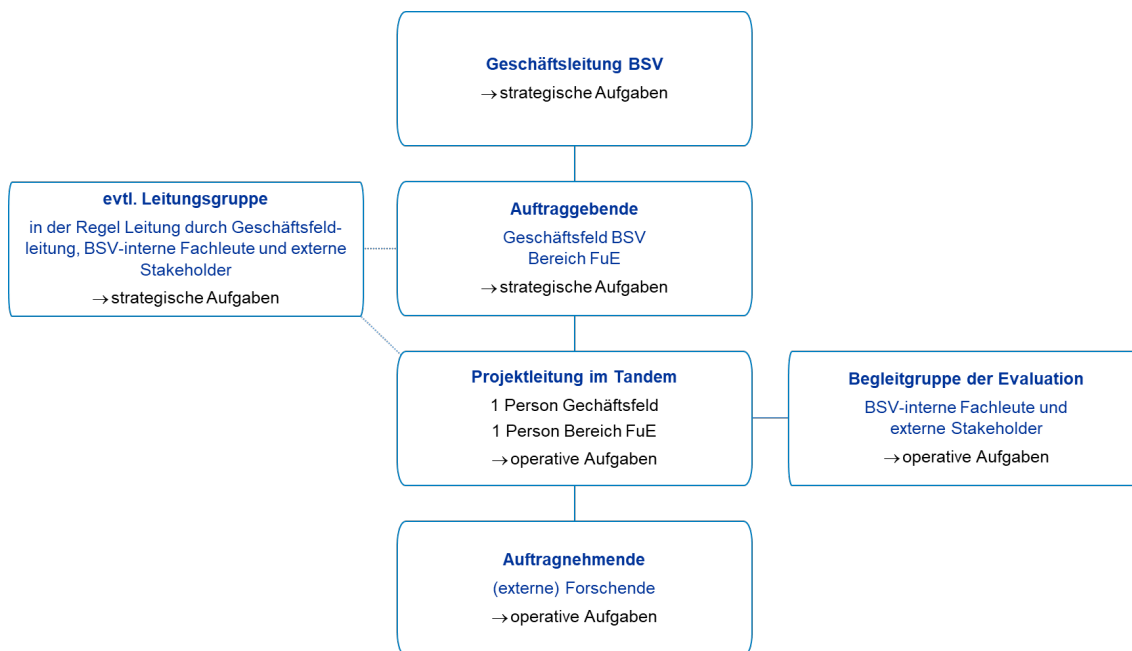 Geschäftsleitung BSV
→ strategische Aufgaben
evtl. Leitungsgruppe
in der Regel Leitung durch Geschäftsfeld-
leitung, BSV-interne Fachleute und externe
Stakeholder
→ strategische Aufgaben
Auftraggebende
Geschäftsfeld BSV
Bereich FuE
→ strategische Aufgaben
Projektleitung im Tandem
1 Person Gechäftsfeld
1 Person Bereich FuE
→ operative Aufgaben
Begleitgruppe der Evaluation
BSV-interne Fachleute und
externe Stakeholder
→ operative Aufgaben
Auftragnehmende
(externe) Forschende
→ operative Aufgaben